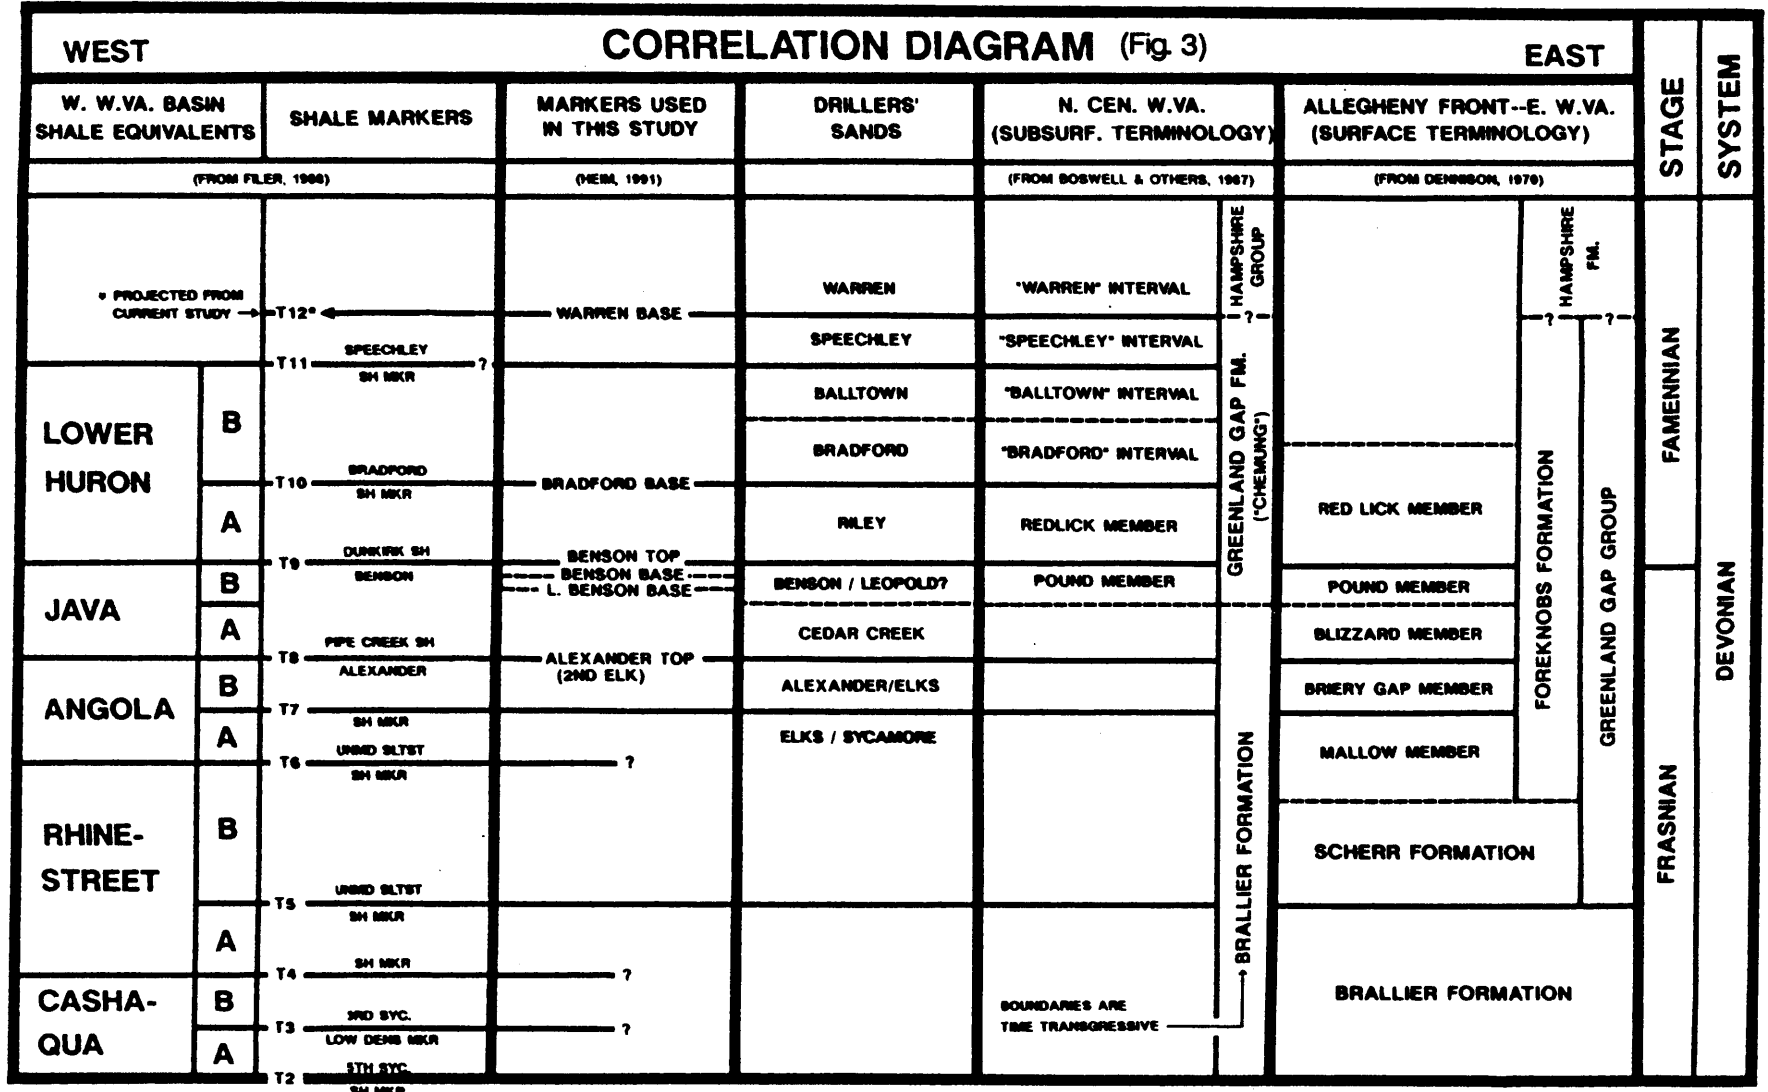 WEST
CORRELATION DIAGRAM (Fig. 3)
EAST
STAGE
SYSTEM
W. W.VA. BASIN
SHALE EQUIVALENTS
SHALE MARKERS
MARKERS USED
IN THIS STUDY
DRILLERS'
SANDS
N. CEN. W.VA.
(SUBSURF. TERMINOLOGY)
ALLEGHENY FRONT--E. W.VA.
(SURFACE TERMINOLOGY)
(FROM FILER, 1988)
(HEIM, 1991)
(FROM BOSWELL & OTHERS, 1987)
(FROM DENNISON, 1970)
* PROJECTED FROM
CURRENT STUDY
LOWER
HURON
B
A
JAVA
B
A
ANGOLA
B
A
RHINE-
STREET
B
A
CASHA-
QUA
B
A
T12*
SPEECHLEY
T11 ?
SH MKR
BRADFORD
T10
SH MKR
DUNKIRK SH
T9
BENSON
PIPE CREEK SH
T8
ALEXANDER
T7
SH MKR
UNMD SLTST
T6
SH MKR
UNMD SLTST
T5
SH MKR
SH MKR
T4
3RD SYC.
T3
LOW DENS MKR
5TH SYC.
T2
SH MKR
WARREN BASE
BRADFORD BASE
BENSON TOP
BENSON BASE
L. BENSON BASE
ALEXANDER TOP
(2ND ELK)
?
?
?
WARREN
SPEECHLEY
BALLTOWN
BRADFORD
RILEY
BENSON / LEOPOLD?
CEDAR CREEK
ALEXANDER/ELKS
ELKS / SYCAMORE
"WARREN" INTERVAL
"SPEECHLEY" INTERVAL
"BALLTOWN" INTERVAL
"BRADFORD" INTERVAL
REDLICK MEMBER
POUND MEMBER
BOUNDARIES ARE
TIME TRANSGRESSIVE
HAMPSHIRE
GROUP
?
GREENLAND GAP FM.
("CHEMUNG")
BRALLIER FORMATION
RED LICK MEMBER
POUND MEMBER
BLIZZARD MEMBER
BRIERY GAP MEMBER
MALLOW MEMBER
SCHERR FORMATION
BRALLIER FORMATION
HAMPSHIRE
FM.
?
?
FOREKNOBS FORMATION
GREENLAND GAP GROUP
FAMENNIAN
FRASNIAN
DEVONIAN